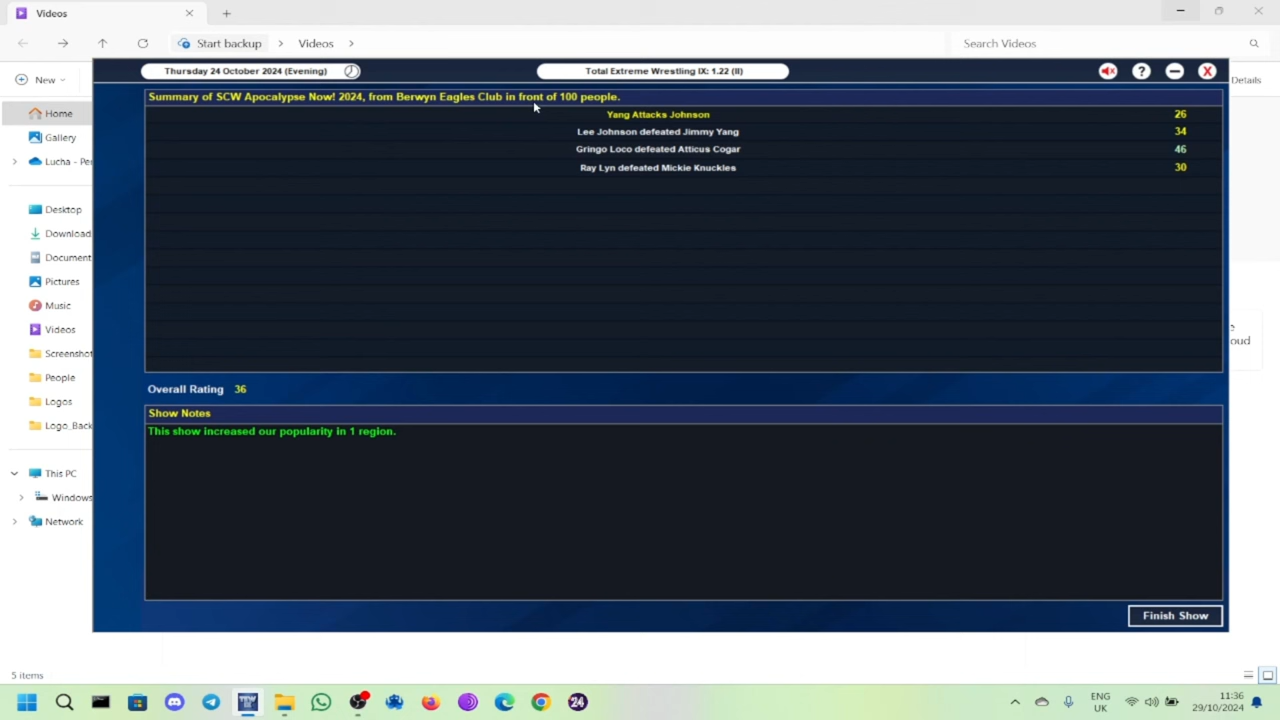 Videos
Start backup
Videos
Search Videos
New
Details
Thursday 24 October 2024 (Evening)
Total Extreme Wrestling IX: 1.22 (II)
?
X
Summary of SCW Apocalypse Now! 2024, from Berwyn Eagles Club in front of 100 people.
Yang Attacks Johnson 26
Lee Johnson defeated Jimmy Yang 34
Gringo Loco defeated Atticus Cogar 46
Ray Lyn defeated Mickie Knuckles 30
Overall Rating 36
Show Notes
This show increased our popularity in 1 region.
Finish Show
Home
Gallery
Lucha - Pe
Desktop
Download
Document
Pictures
Music
Videos
Screenshot
People
Logos
Logo_Back
This PC
Windows
Network
oud
5 items
TEW
24
ENG
UK
11:36
29/10/2024